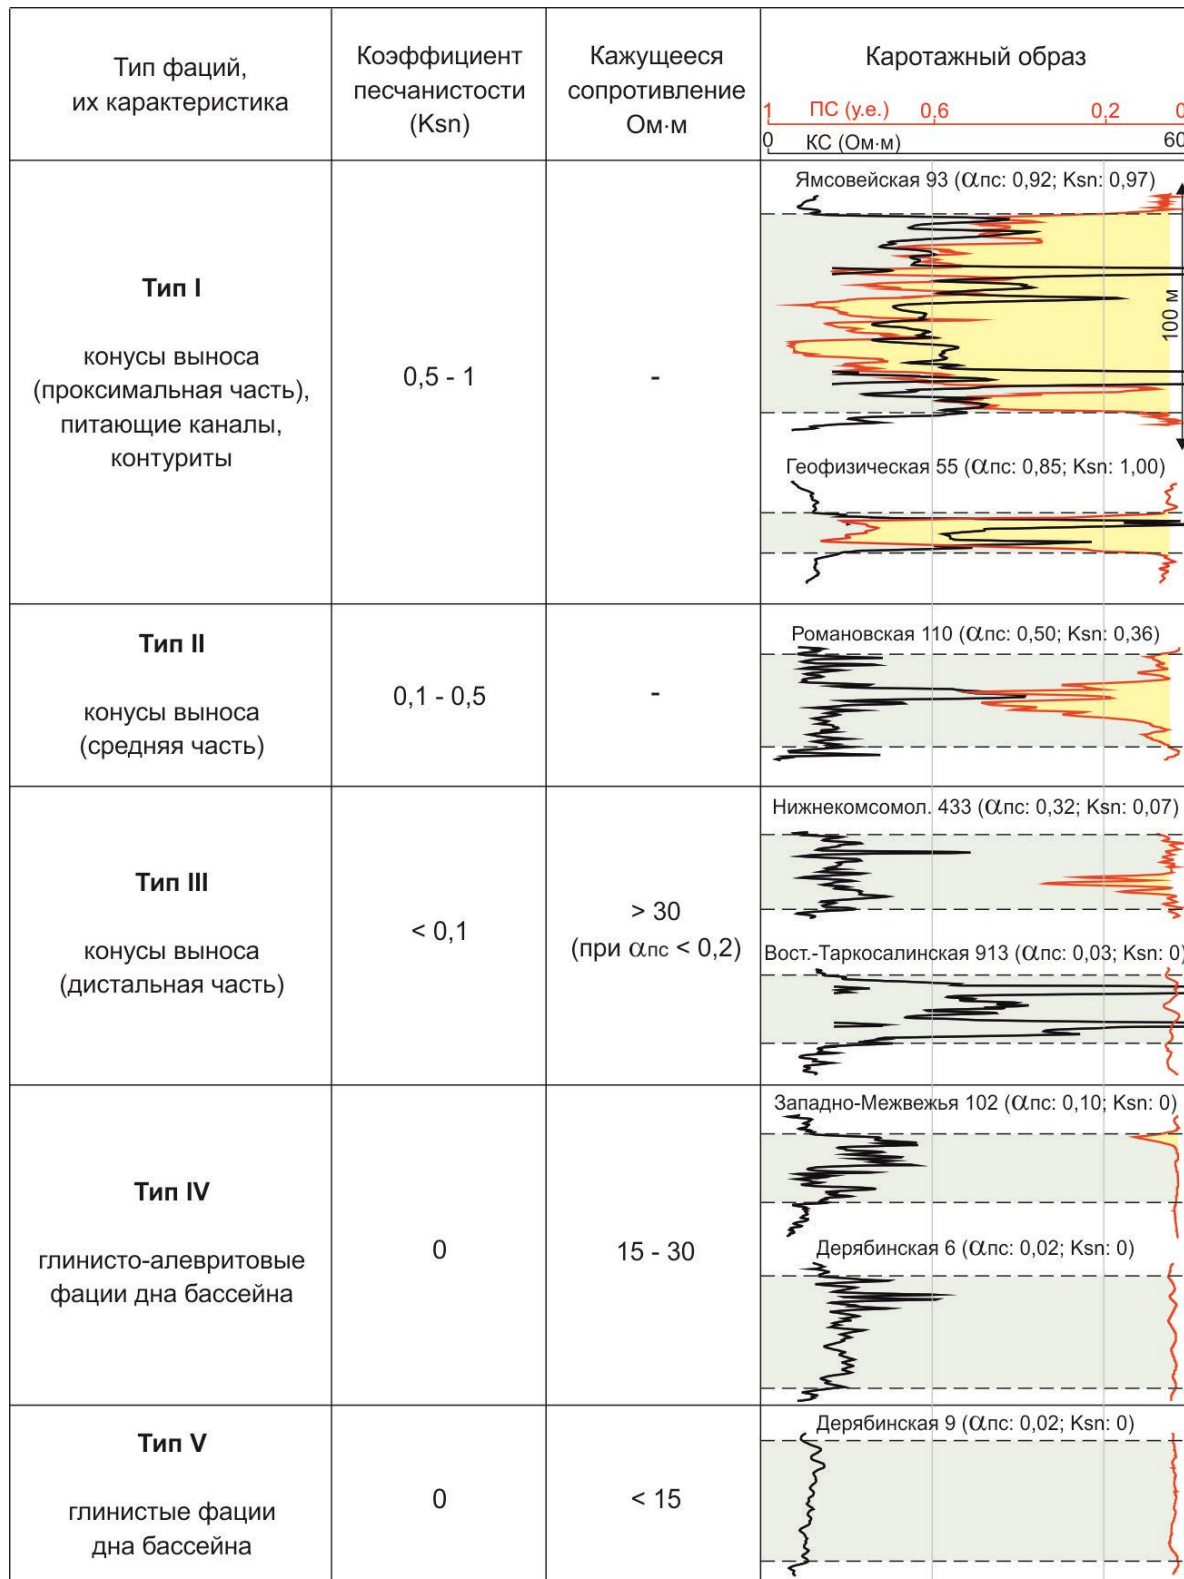 Тип фаций,
их характеристика
Коэффициент
песчанистости
(Ksn)
Кажущееся
сопротивление
Ом·м
Каротажный образ
1 ПС (у.е.) 0,6 0,2 0
0 КС (Ом·м) 60
Тип I
конусы выноса
(проксимальная часть),
питающие каналы,
контуриты
0,5 - 1
-
Ямсовейская 93 (αпс: 0,92; Ksn: 0,97)
100 м
Геофизическая 55 (αпс: 0,85; Ksn: 1,00)
Тип II
конусы выноса
(средняя часть)
0,1 - 0,5
-
Романовская 110 (αпс: 0,50; Ksn: 0,36)
Тип III
конусы выноса
(дистальная часть)
< 0,1
> 30
(при αпс < 0,2)
Нижнекомсомол. 433 (αпс: 0,32; Ksn: 0,07)
Вост.-Таркосалинская 913 (αпс: 0,03; Ksn: 0)
Тип IV
глинисто-алевритовые
фации дна бассейна
0
15 - 30
Западно-Межвежья 102 (αпс: 0,10; Ksn: 0)
Дерябинская 6 (αпс: 0,02; Ksn: 0)
Тип V
глинистые фации
дна бассейна
0
< 15
Дерябинская 9 (αпс: 0,02; Ksn: 0)